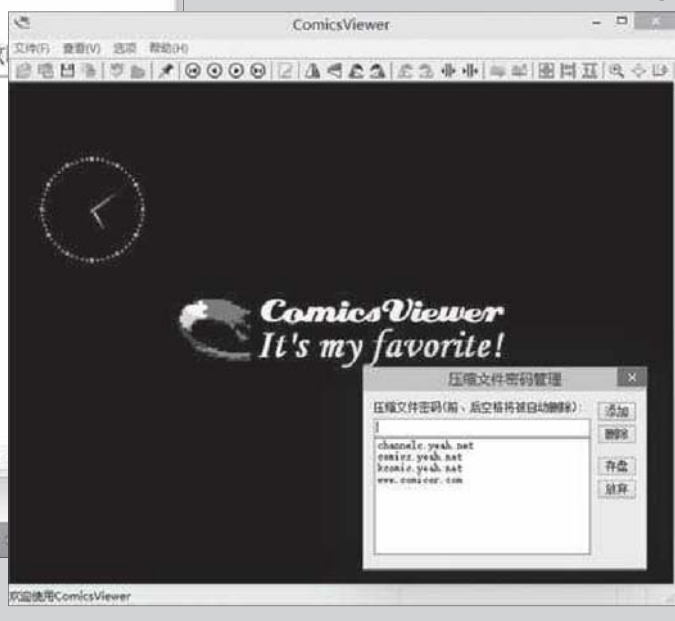 ComicsViewer
文件(F) 查看(V) 选项 帮助(H)
ComicsViewer
It's my favorite!
压缩文件密码管理
压缩文件密码(前、后空格将被自动删除):
添加
删除
channelc.yeah.net
comicz.yeah.net
kcomic.yeah.net
www.comicer.com
存盘
放弃
欢迎使用ComicsViewer